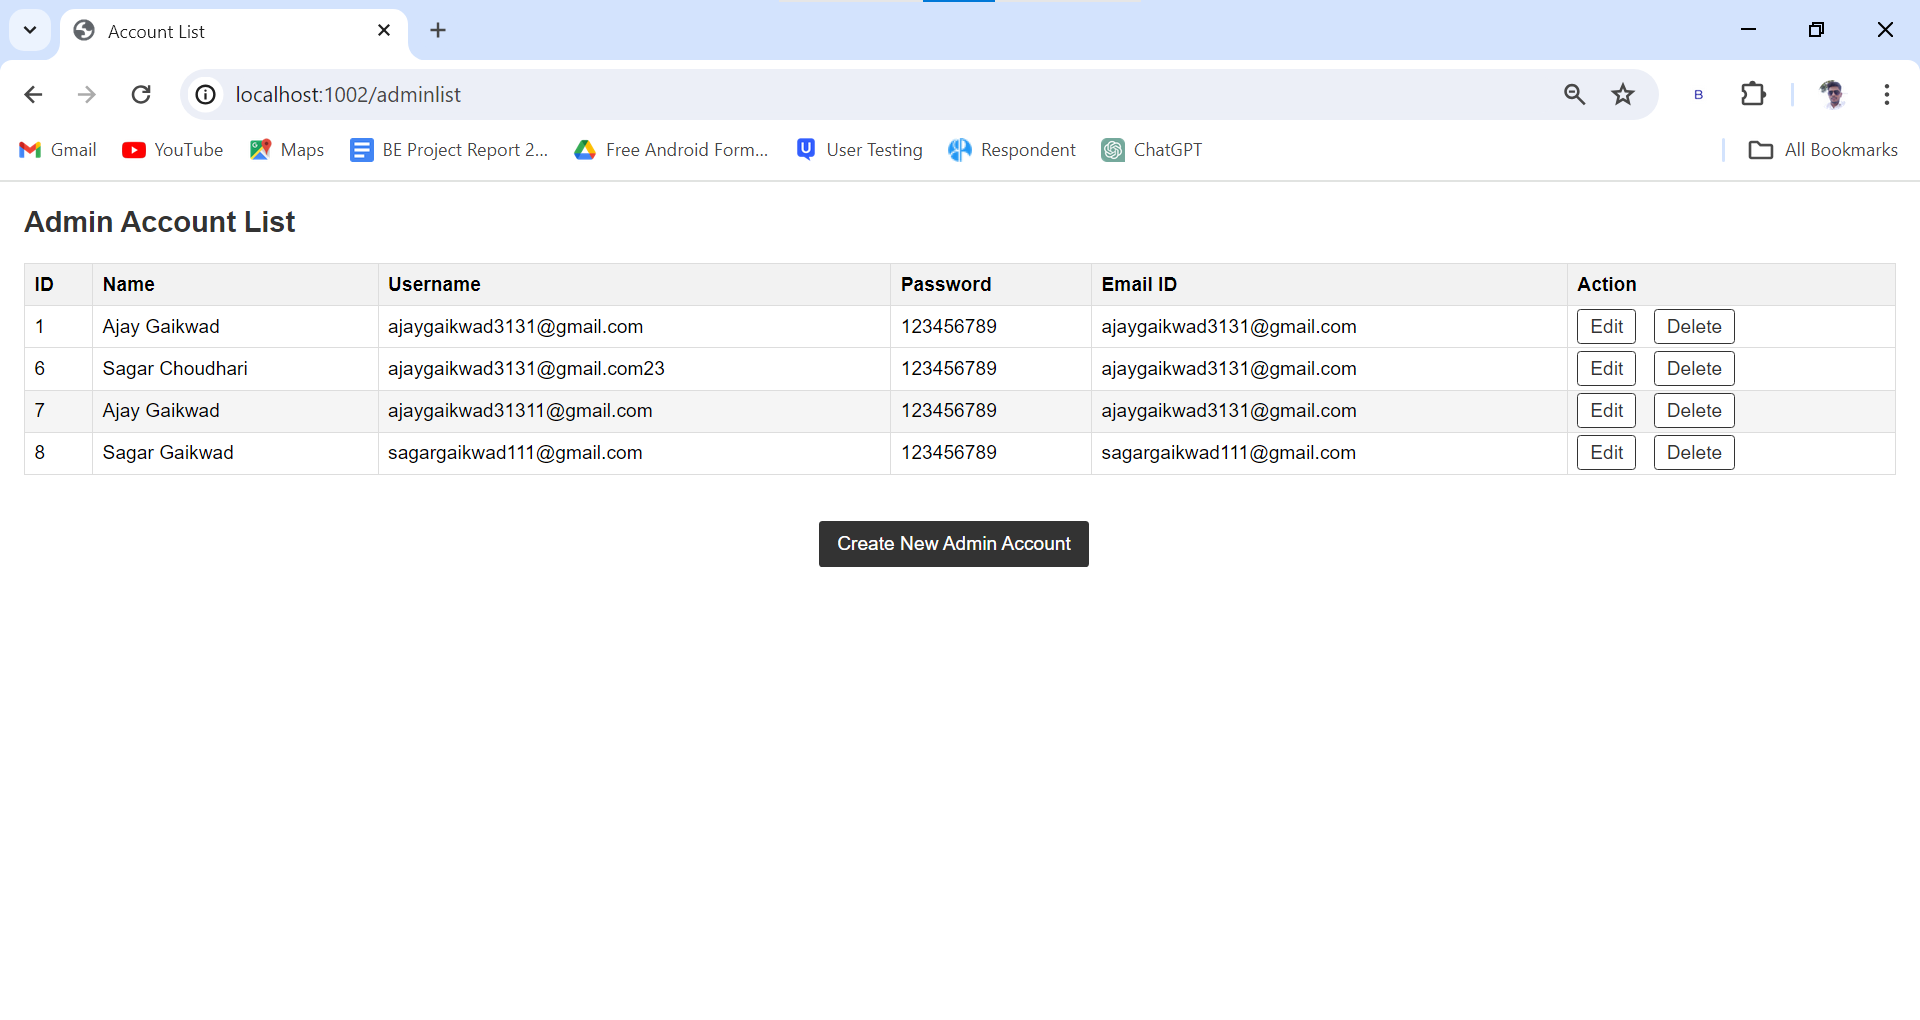 Account List
localhost:1002/adminlist
B
Gmail YouTube Maps BE Project Report 2... Free Android Form... User Testing Respondent ChatGPT All Bookmarks
Admin Account List
ID Name Username Password Email ID Action
1 Ajay Gaikwad ajaygaikwad3131@gmail.com 123456789 ajaygaikwad3131@gmail.com Edit Delete
6 Sagar Choudhari ajaygaikwad3131@gmail.com23 123456789 ajaygaikwad3131@gmail.com Edit Delete
7 Ajay Gaikwad ajaygaikwad31311@gmail.com 123456789 ajaygaikwad3131@gmail.com Edit Delete
8 Sagar Gaikwad sagargaikwad111@gmail.com 123456789 sagargaikwad111@gmail.com Edit Delete
Create New Admin Account